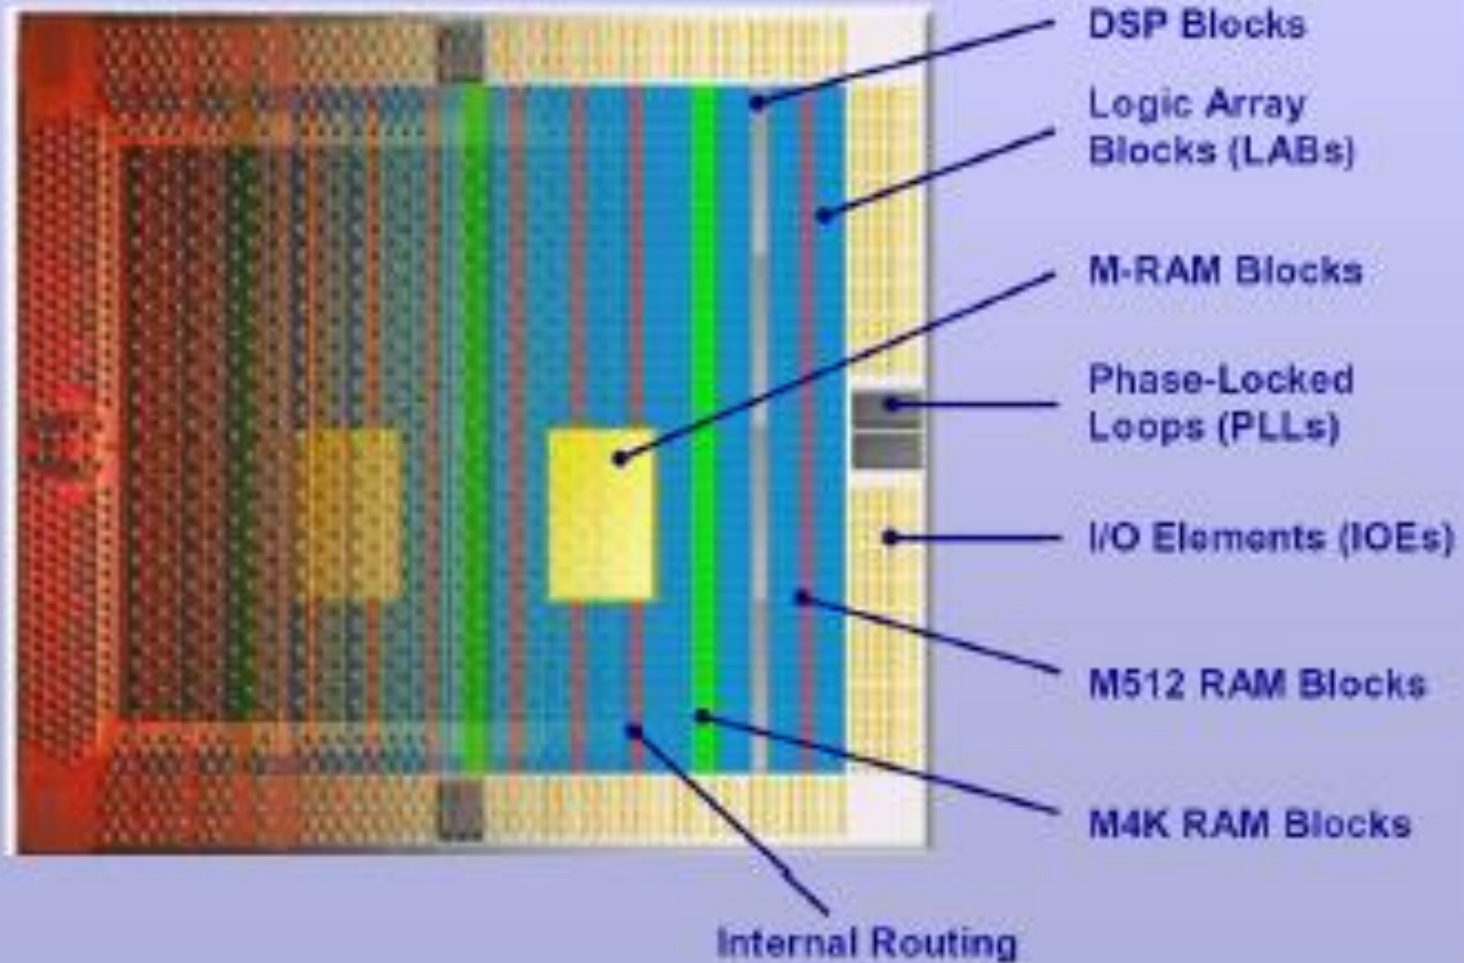 DSP Blocks
Logic Array
Blocks (LABs)
M-RAM Blocks
Phase-Locked
Loops (PLLs)
I/O Elements (IOEs)
M512 RAM Blocks
M4K RAM Blocks
Internal Routing